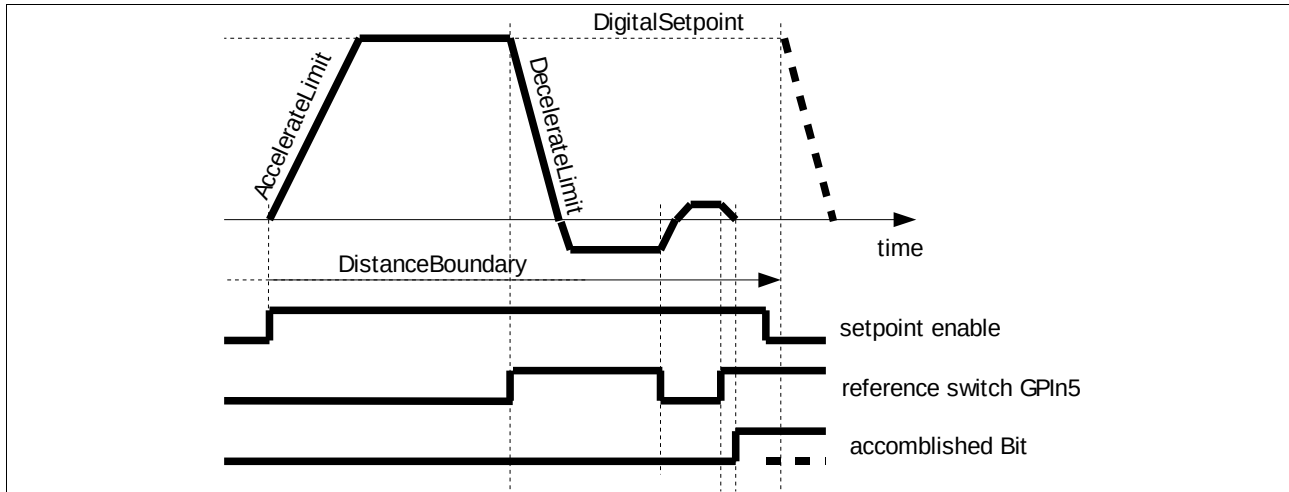 DigitalSetpoint
AccelerateLimit
DecelerateLimit
time
DistanceBoundary
setpoint enable
reference switch GPIn5
accomblished Bit